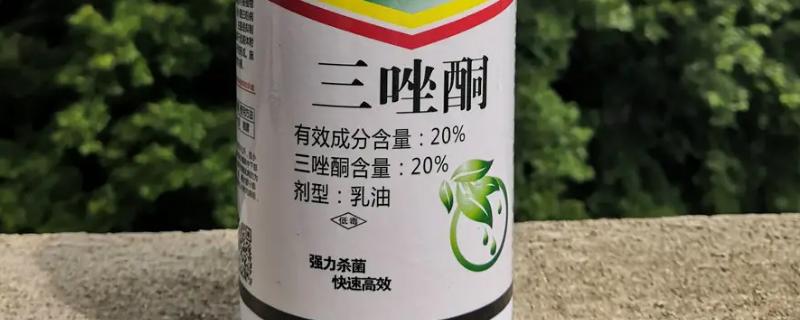 三唑酮
有效成分含量：20%
三唑酮含量：20%
剂型：乳油
低毒
强力杀菌
快速高效